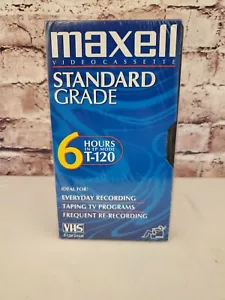 maxell
VIDEOCASSETTE
STANDARD
GRADE
6 HOURS
IN EP MODE
T-120
IDEAL FOR:
EVERYDAY RECORDING
TAPING TV PROGRAMS
FREQUENT RE-RECORDING
VHS